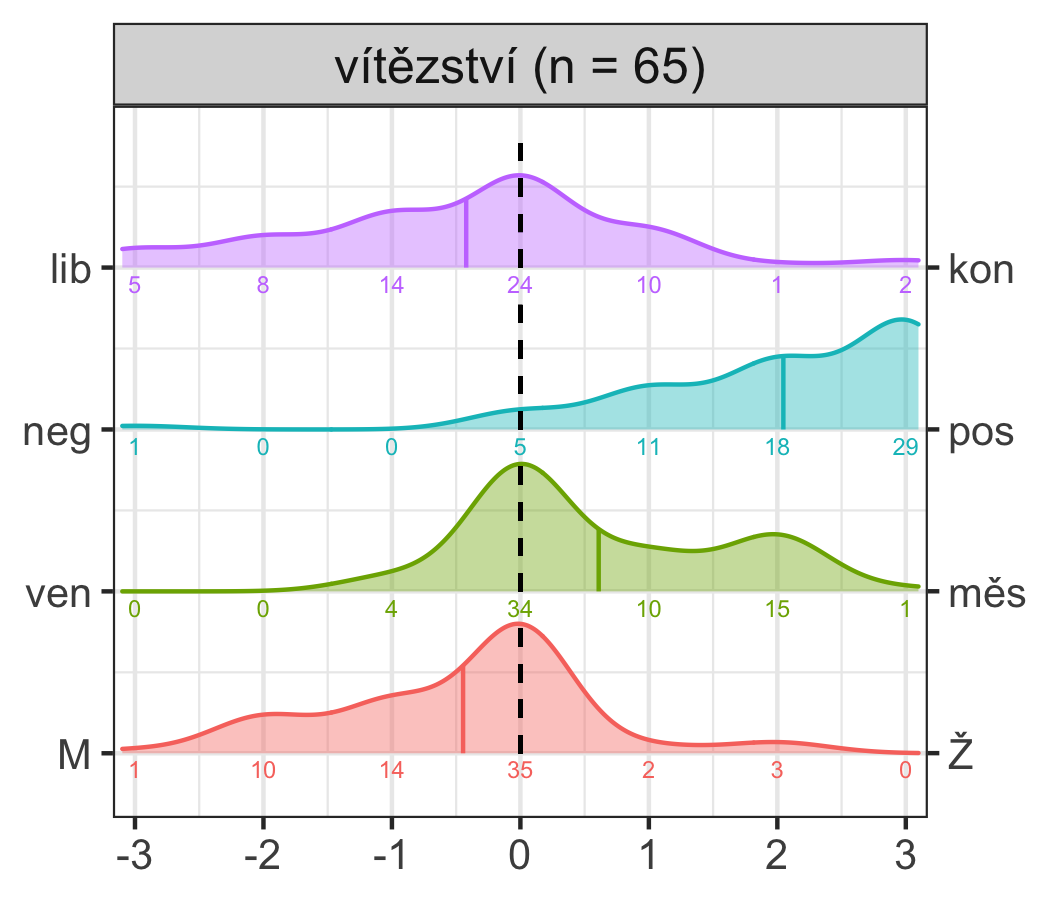 vítězství (n = 65)
lib kon
5 8 14 24 10 1 2
neg pos
1 0 0 5 11 18 29
ven měs
0 0 4 34 10 15 1
M Ž
1 10 14 35 2 3 0
-3 -2 -1 0 1 2 3